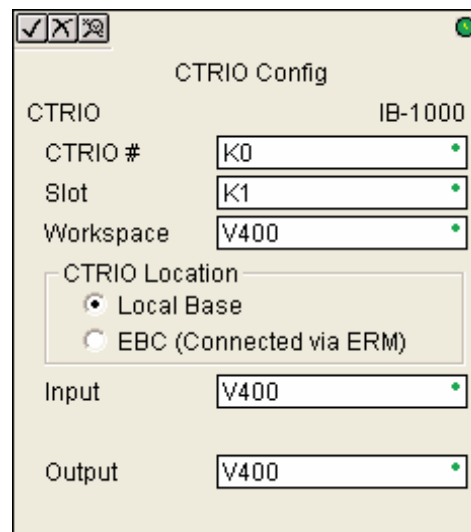 CTRIO Config
CTRIO IB-1000
CTRIO # K0
Slot K1
Workspace V400
CTRIO Location
Local Base
EBC (Connected via ERM)
Input V400
Output V400